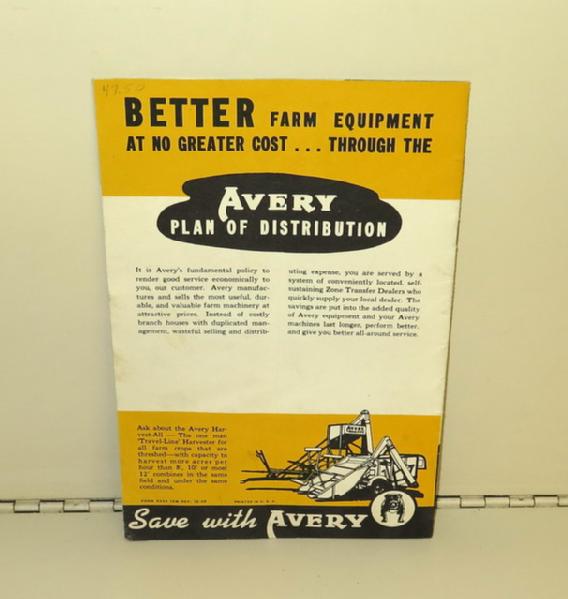 47.50
BETTER FARM EQUIPMENT
AT NO GREATER COST . . . THROUGH THE
AVERY
PLAN OF DISTRIBUTION
It is Avery's fundamental policy to
render good service economically to
you, our customer. Avery manufac-
tures and sells the most useful, dur-
able, and valuable farm machinery at
attractive prices. Instead of costly
branch houses with duplicated man-
agement, wasteful selling and distrib-
uting expense, you are served by a
system of conveniently located, self-
sustaining Zone Transfer Dealers who
quickly supply your local dealer. The
savings are put into the added quality
of Avery equipment and your Avery
machines last longer, perform better,
and give you better all-around service.
Ask about the Avery Har-
vest-All — The one man
'Travel-Line' Harvester for
all farm crops that are
threshed—with capacity to
harvest more acres per
hour than 8', 10' or most
12' combines in the same
field and under the same
conditions.
AVERY
PRINTED IN U. S. A.
Save with AVERY